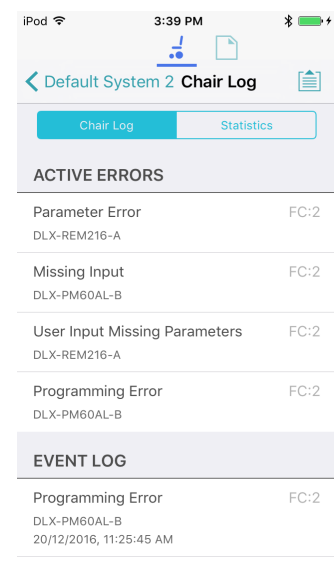 iPod 3:39 PM
Default System 2 Chair Log
Chair Log Statistics
ACTIVE ERRORS
Parameter Error FC:2
DLX-REM216-A
Missing Input FC:2
DLX-PM60AL-B
User Input Missing Parameters FC:2
DLX-REM216-A
Programming Error FC:2
DLX-PM60AL-B
EVENT LOG
Programming Error FC:2
DLX-PM60AL-B
20/12/2016, 11:25:45 AM